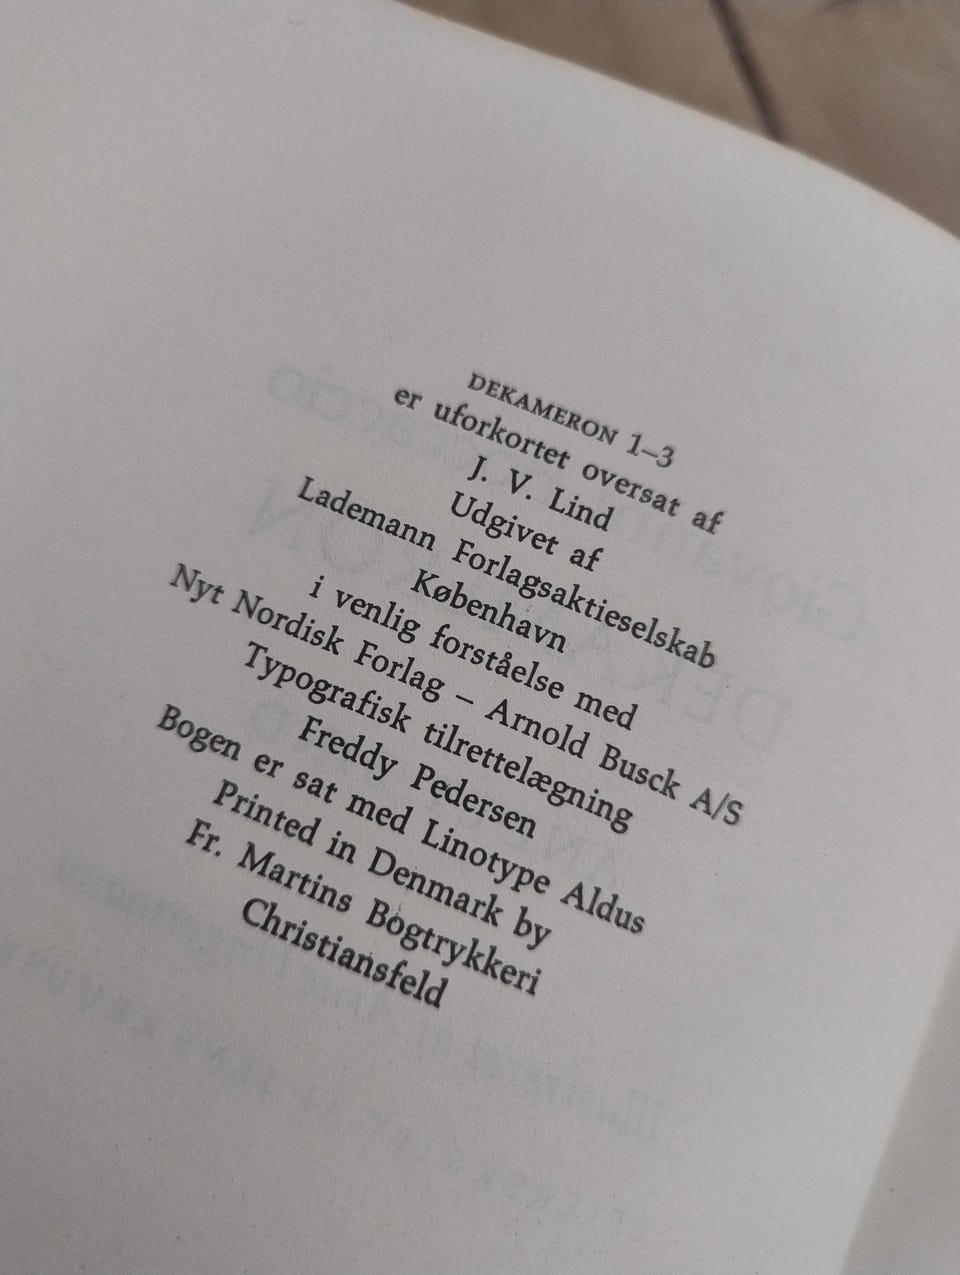 DEKAMERON 1–3
er uforkortet oversat af
J. V. Lind
Udgivet af
Lademann Forlagsaktieselskab
København
i venlig forståelse med
Nyt Nordisk Forlag – Arnold Busck A/S
Typografisk tilrettelægning
Freddy Pedersen
Bogen er sat med Linotype Aldus
Printed in Denmark by
Fr. Martins Bogtrykkeri
Christiansfeld